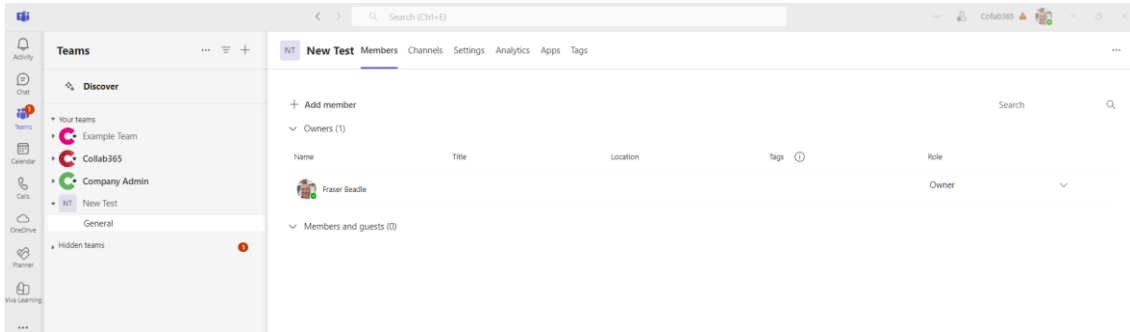 Search (Ctrl+E)
Collab365
Activity
Chat
1
Teams
Calendar
Calls
OneDrive
Planner
Viva Learning
Teams
Discover
Your teams
Example Team
Collab365
Company Admin
NT New Test
General
Hidden teams 1
NT New Test Members Channels Settings Analytics Apps Tags
Add member Search
Owners (1)
Name Title Location Tags Role
Fraser Beadle Owner
Members and guests (0)